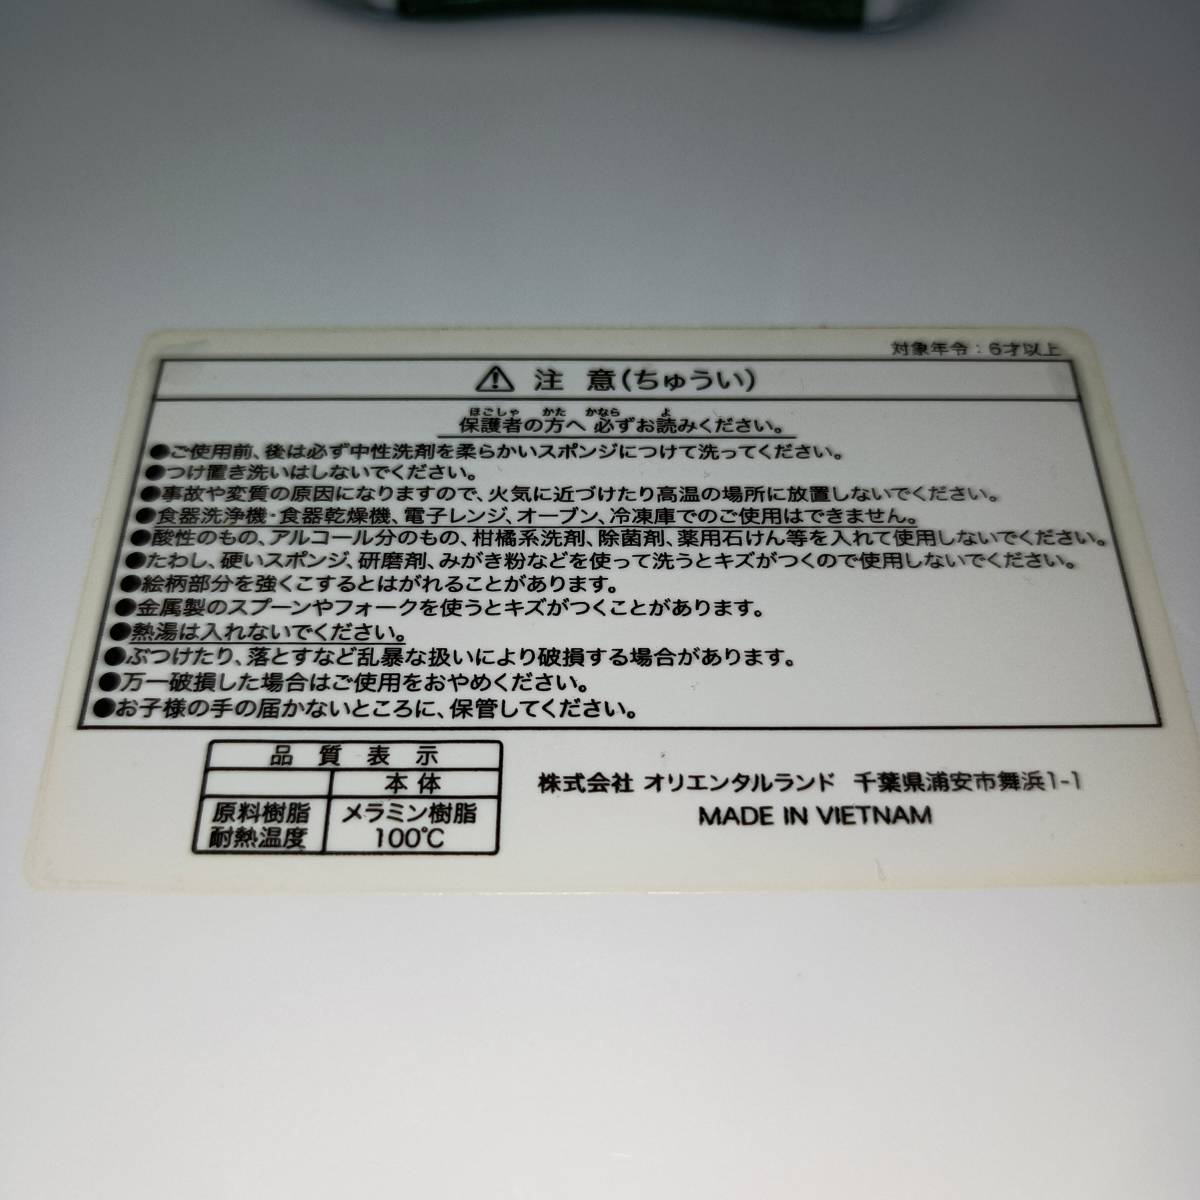 対象年令：6才以上
⚠ 注 意(ちゅうい)
ほごしゃ かた かなら よ
保護者の方へ 必ずお読みください。
●ご使用前、後は必ず中性洗剤を柔らかいスポンジにつけて洗ってください。
●つけ置き洗いはしないでください。
●事故や変質の原因になりますので、火気に近づけたり高温の場所に放置しないでください。
●食器洗浄機・食器乾燥機、電子レンジ、オーブン、冷凍庫でのご使用はできません。
●酸性のもの、アルコール分のもの、柑橘系洗剤、除菌剤、薬用石けん等を入れて使用しないでください。
●たわし、硬いスポンジ、研磨剤、みがき粉などを使って洗うとキズがつくので使用しないでください。
●絵柄部分を強くこするとはがれることがあります。
●金属製のスプーンやフォークを使うとキズがつくことがあります。
●熱湯は入れないでください。
●ぶつけたり、落とすなど乱暴な扱いにより破損する場合があります。
●万一破損した場合はご使用をおやめください。
●お子様の手の届かないところに、保管してください。
品 質 表 示
本 体
原料樹脂 メラミン樹脂
耐熱温度 100℃
株式会社 オリエンタルランド 千葉県浦安市舞浜1-1
MADE IN VIETNAM